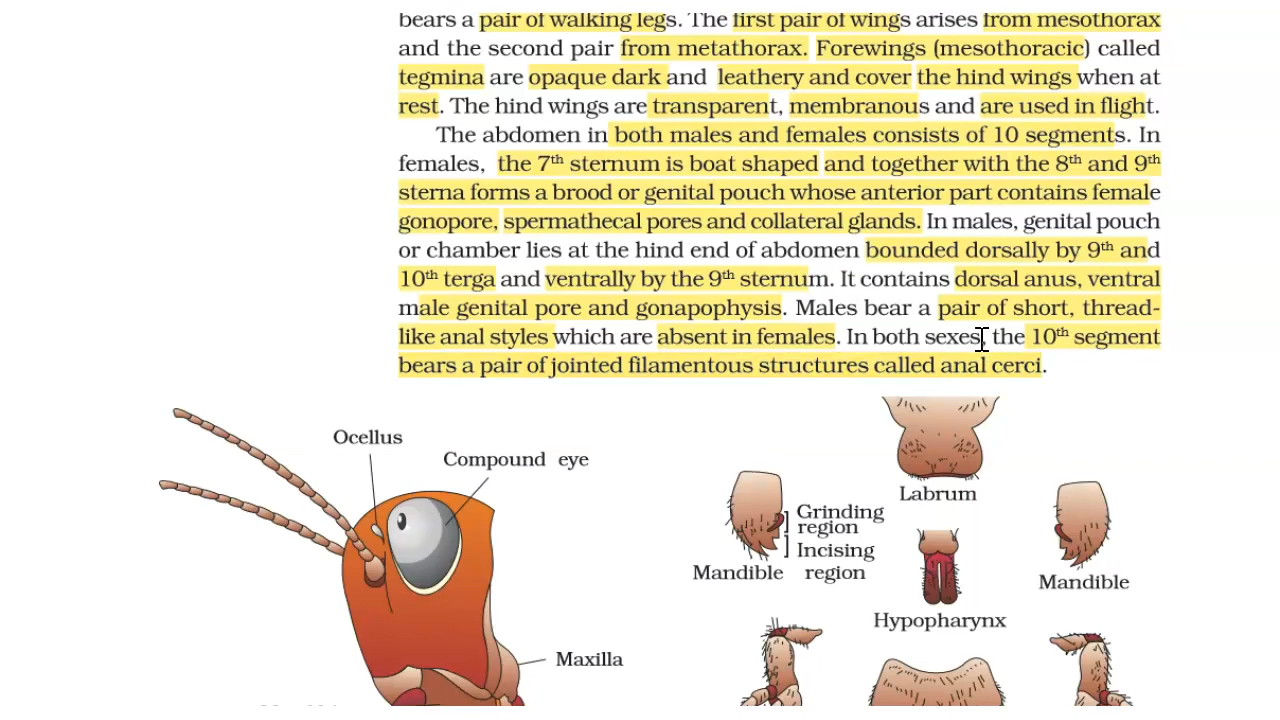 bears a pair of walking legs. The first pair of wings arises from mesothorax
and the second pair from metathorax. Forewings (mesothoracic) called
tegmina are opaque dark and leathery and cover the hind wings when at
rest. The hind wings are transparent, membranous and are used in flight.
The abdomen in both males and females consists of 10 segments. In
females, the 7th sternum is boat shaped and together with the 8th and 9th
sterna forms a brood or genital pouch whose anterior part contains female
gonopore, spermathecal pores and collateral glands. In males, genital pouch
or chamber lies at the hind end of abdomen bounded dorsally by 9th and
10th terga and ventrally by the 9th sternum. It contains dorsal anus, ventral
male genital pore and gonapophysis. Males bear a pair of short, thread-
like anal styles which are absent in females. In both sexes, the 10th segment
bears a pair of jointed filamentous structures called anal cerci.
Ocellus
Compound eye
Maxilla
Labrum
Grinding
region
Incising
region
Mandible
Mandible
Hypopharynx